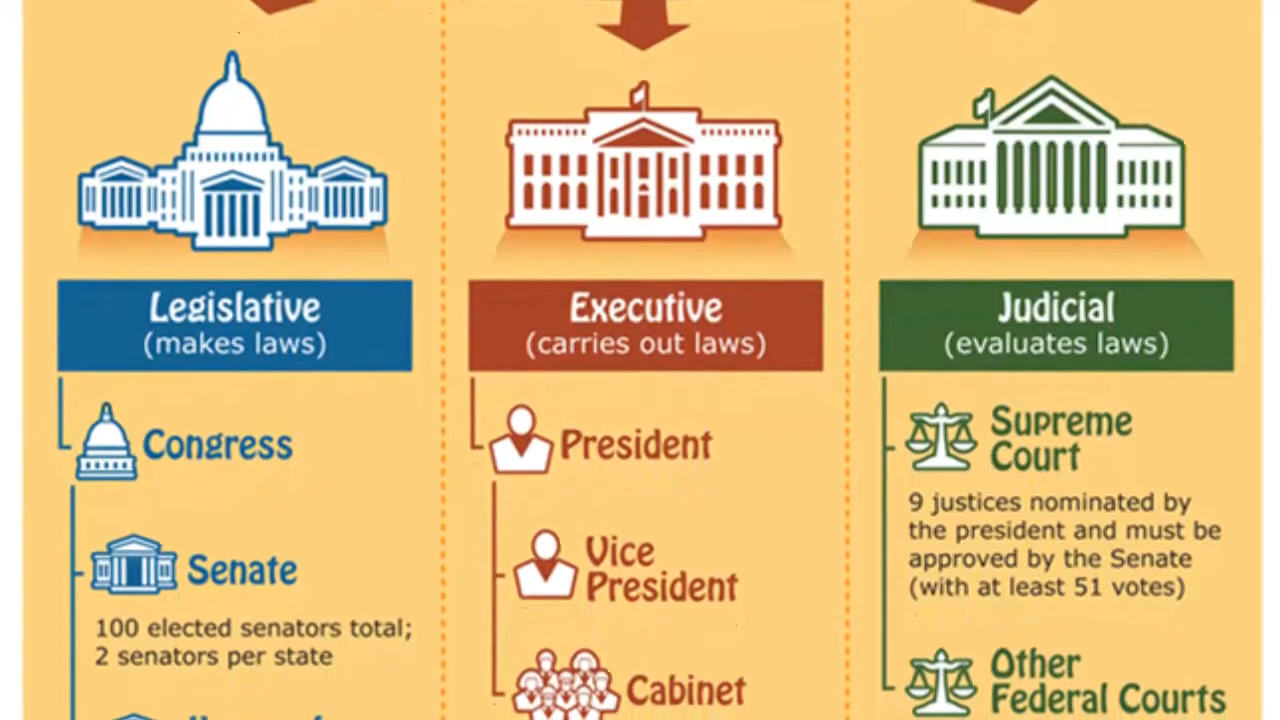 Legislative
(makes laws)
Congress
Senate
100 elected senators total;
2 senators per state
Executive
(carries out laws)
President
Vice
President
Cabinet
Judicial
(evaluates laws)
Supreme
Court
9 justices nominated by
the president and must be
approved by the Senate
(with at least 51 votes)
Other
Federal Courts